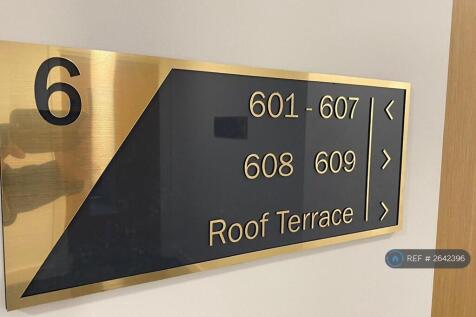 6
601 - 607 <
608 609 >
Roof Terrace >
REF # 2642396